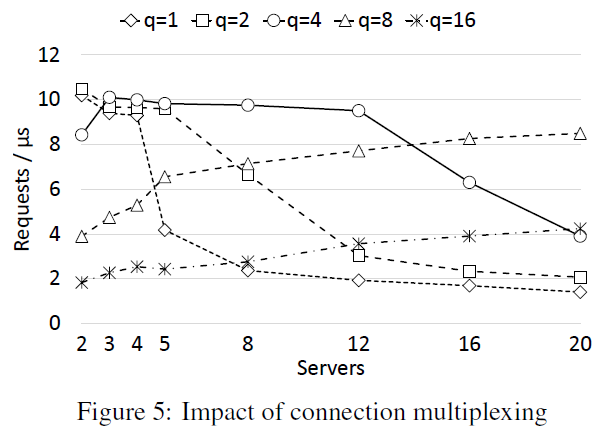 q=1 q=2 q=4 q=8 q=16
12
10
8
6
4
2
0
Requests / µs
2 3 4 5 8 12 16 20
Servers
Figure 5: Impact of connection multiplexing